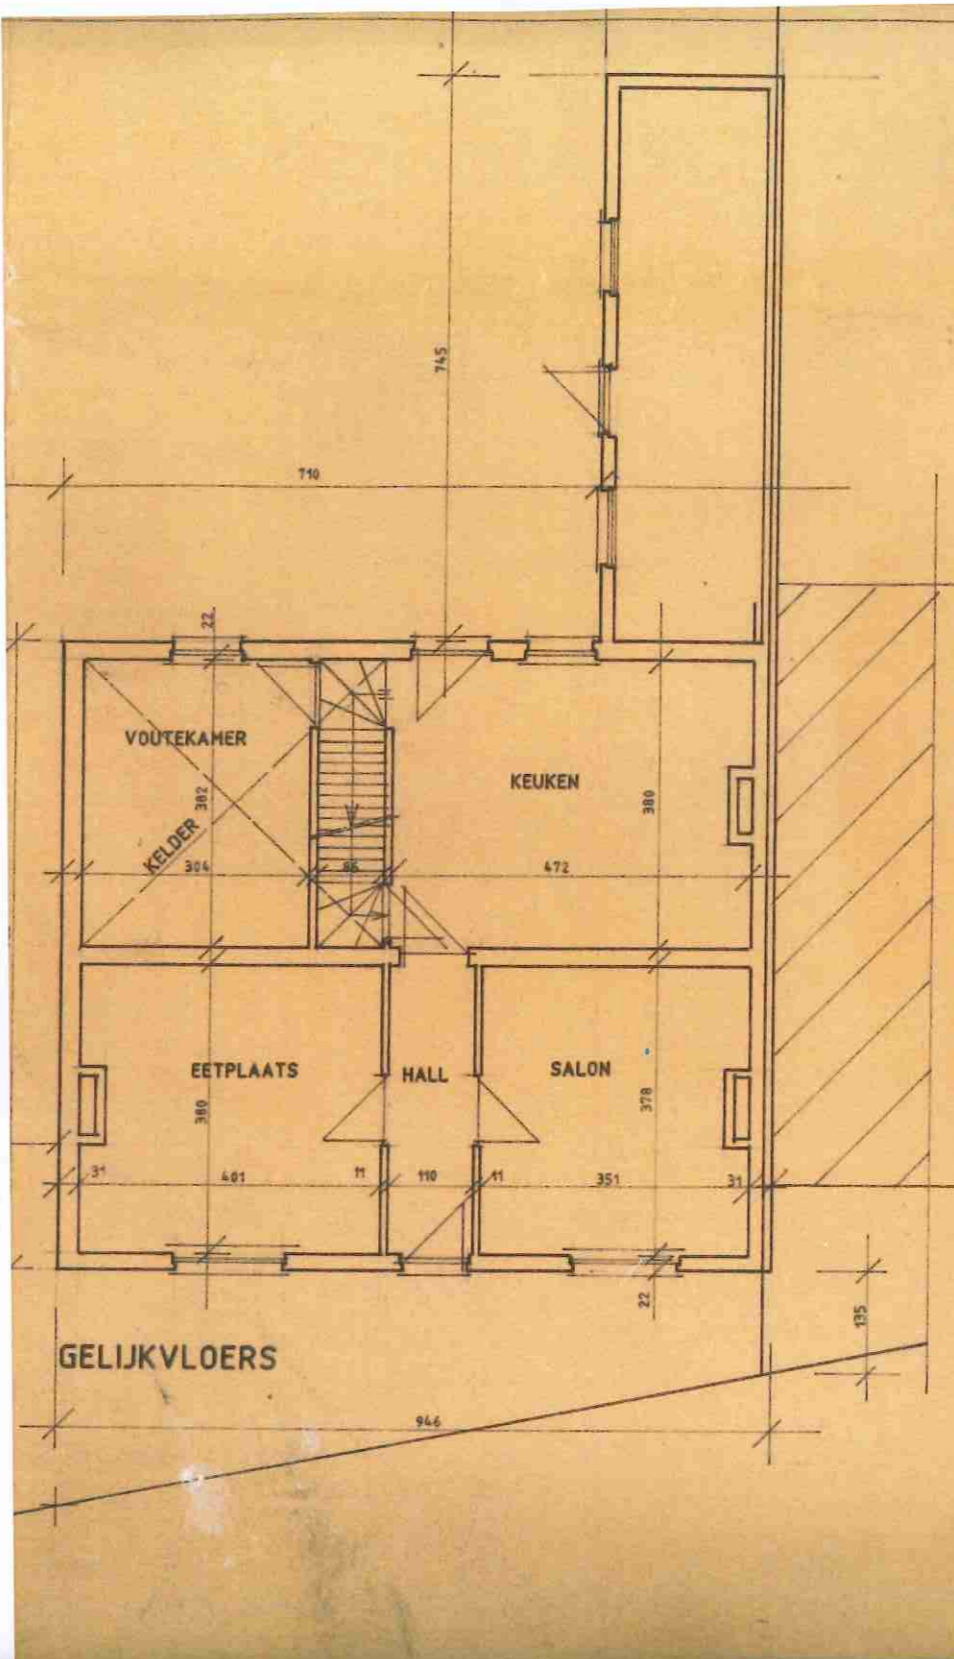 745
710
22
VOUTEKAMER
KEUKEN
382
380
KELDER
304
86
472
EETPLAATS
HALL
SALON
380
378
31
401
11
110
11
351
31
22
135
GELIJKVLOERS
946